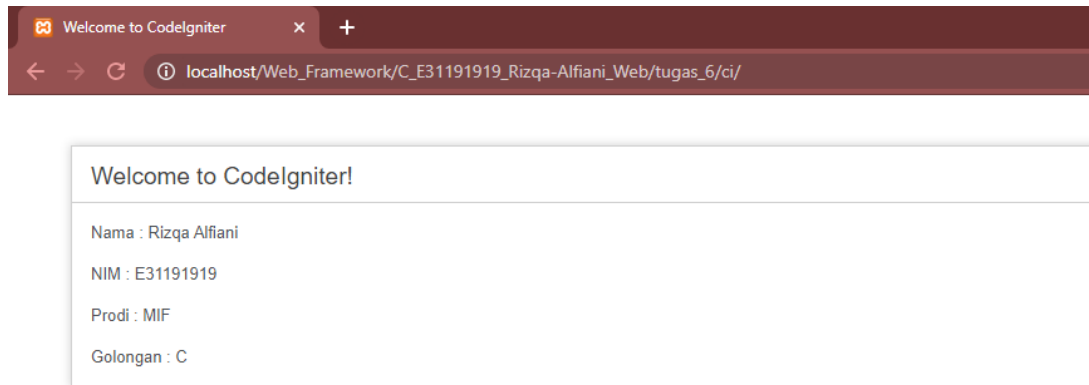 Welcome to CodeIgniter
localhost/Web_Framework/C_E31191919_Rizqa-Alfiani_Web/tugas_6/ci/
Welcome to CodeIgniter!
Nama : Rizqa Alfiani
NIM : E31191919
Prodi : MIF
Golongan : C